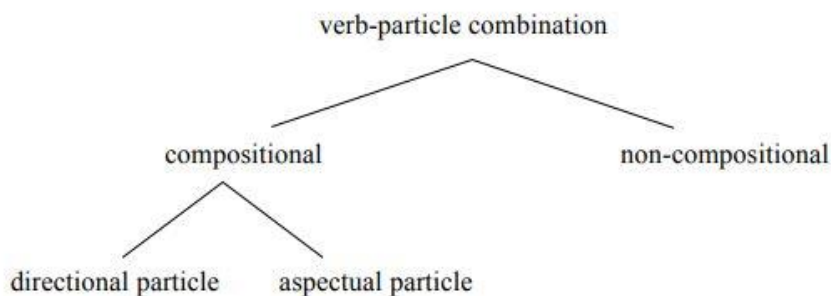 verb-particle combination
compositional non-compositional
directional particle aspectual particle